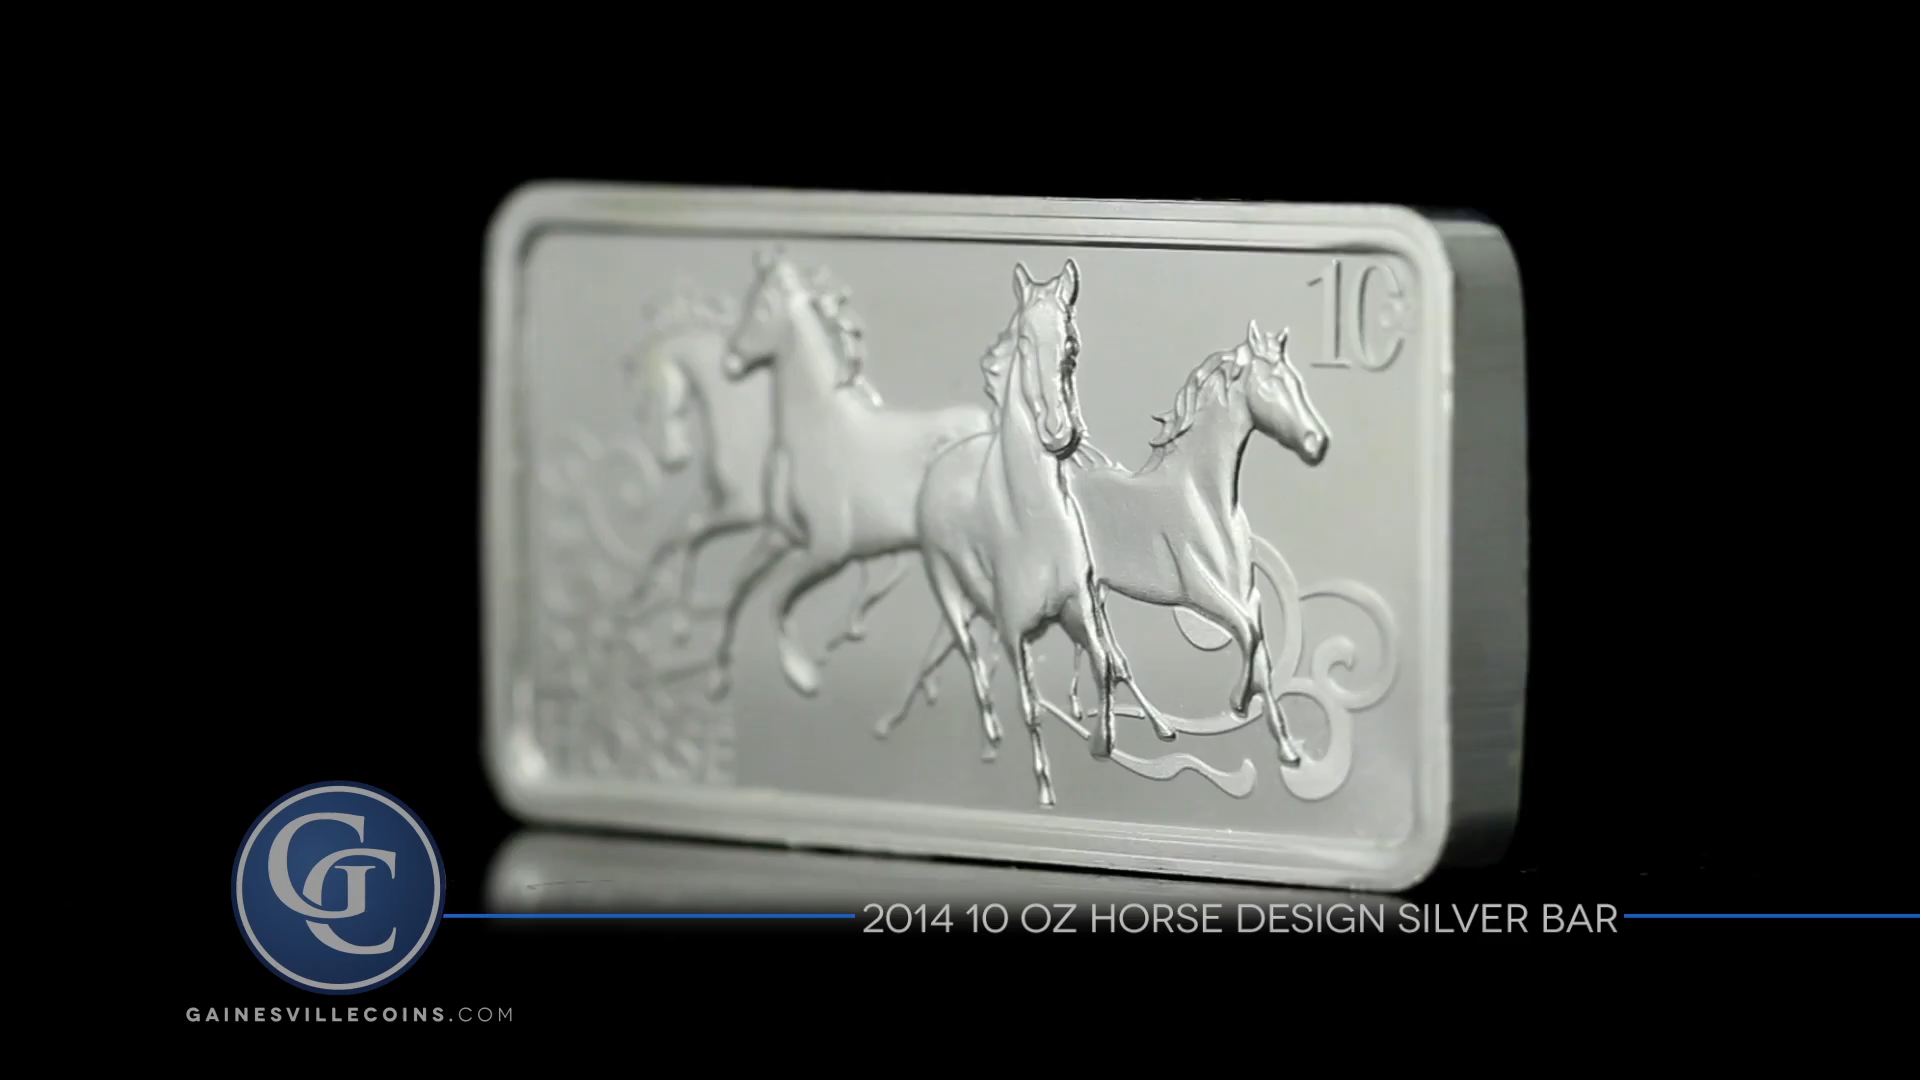 10
GC
2014 10 OZ HORSE DESIGN SILVER BAR
GAINESVILLECOINS.COM